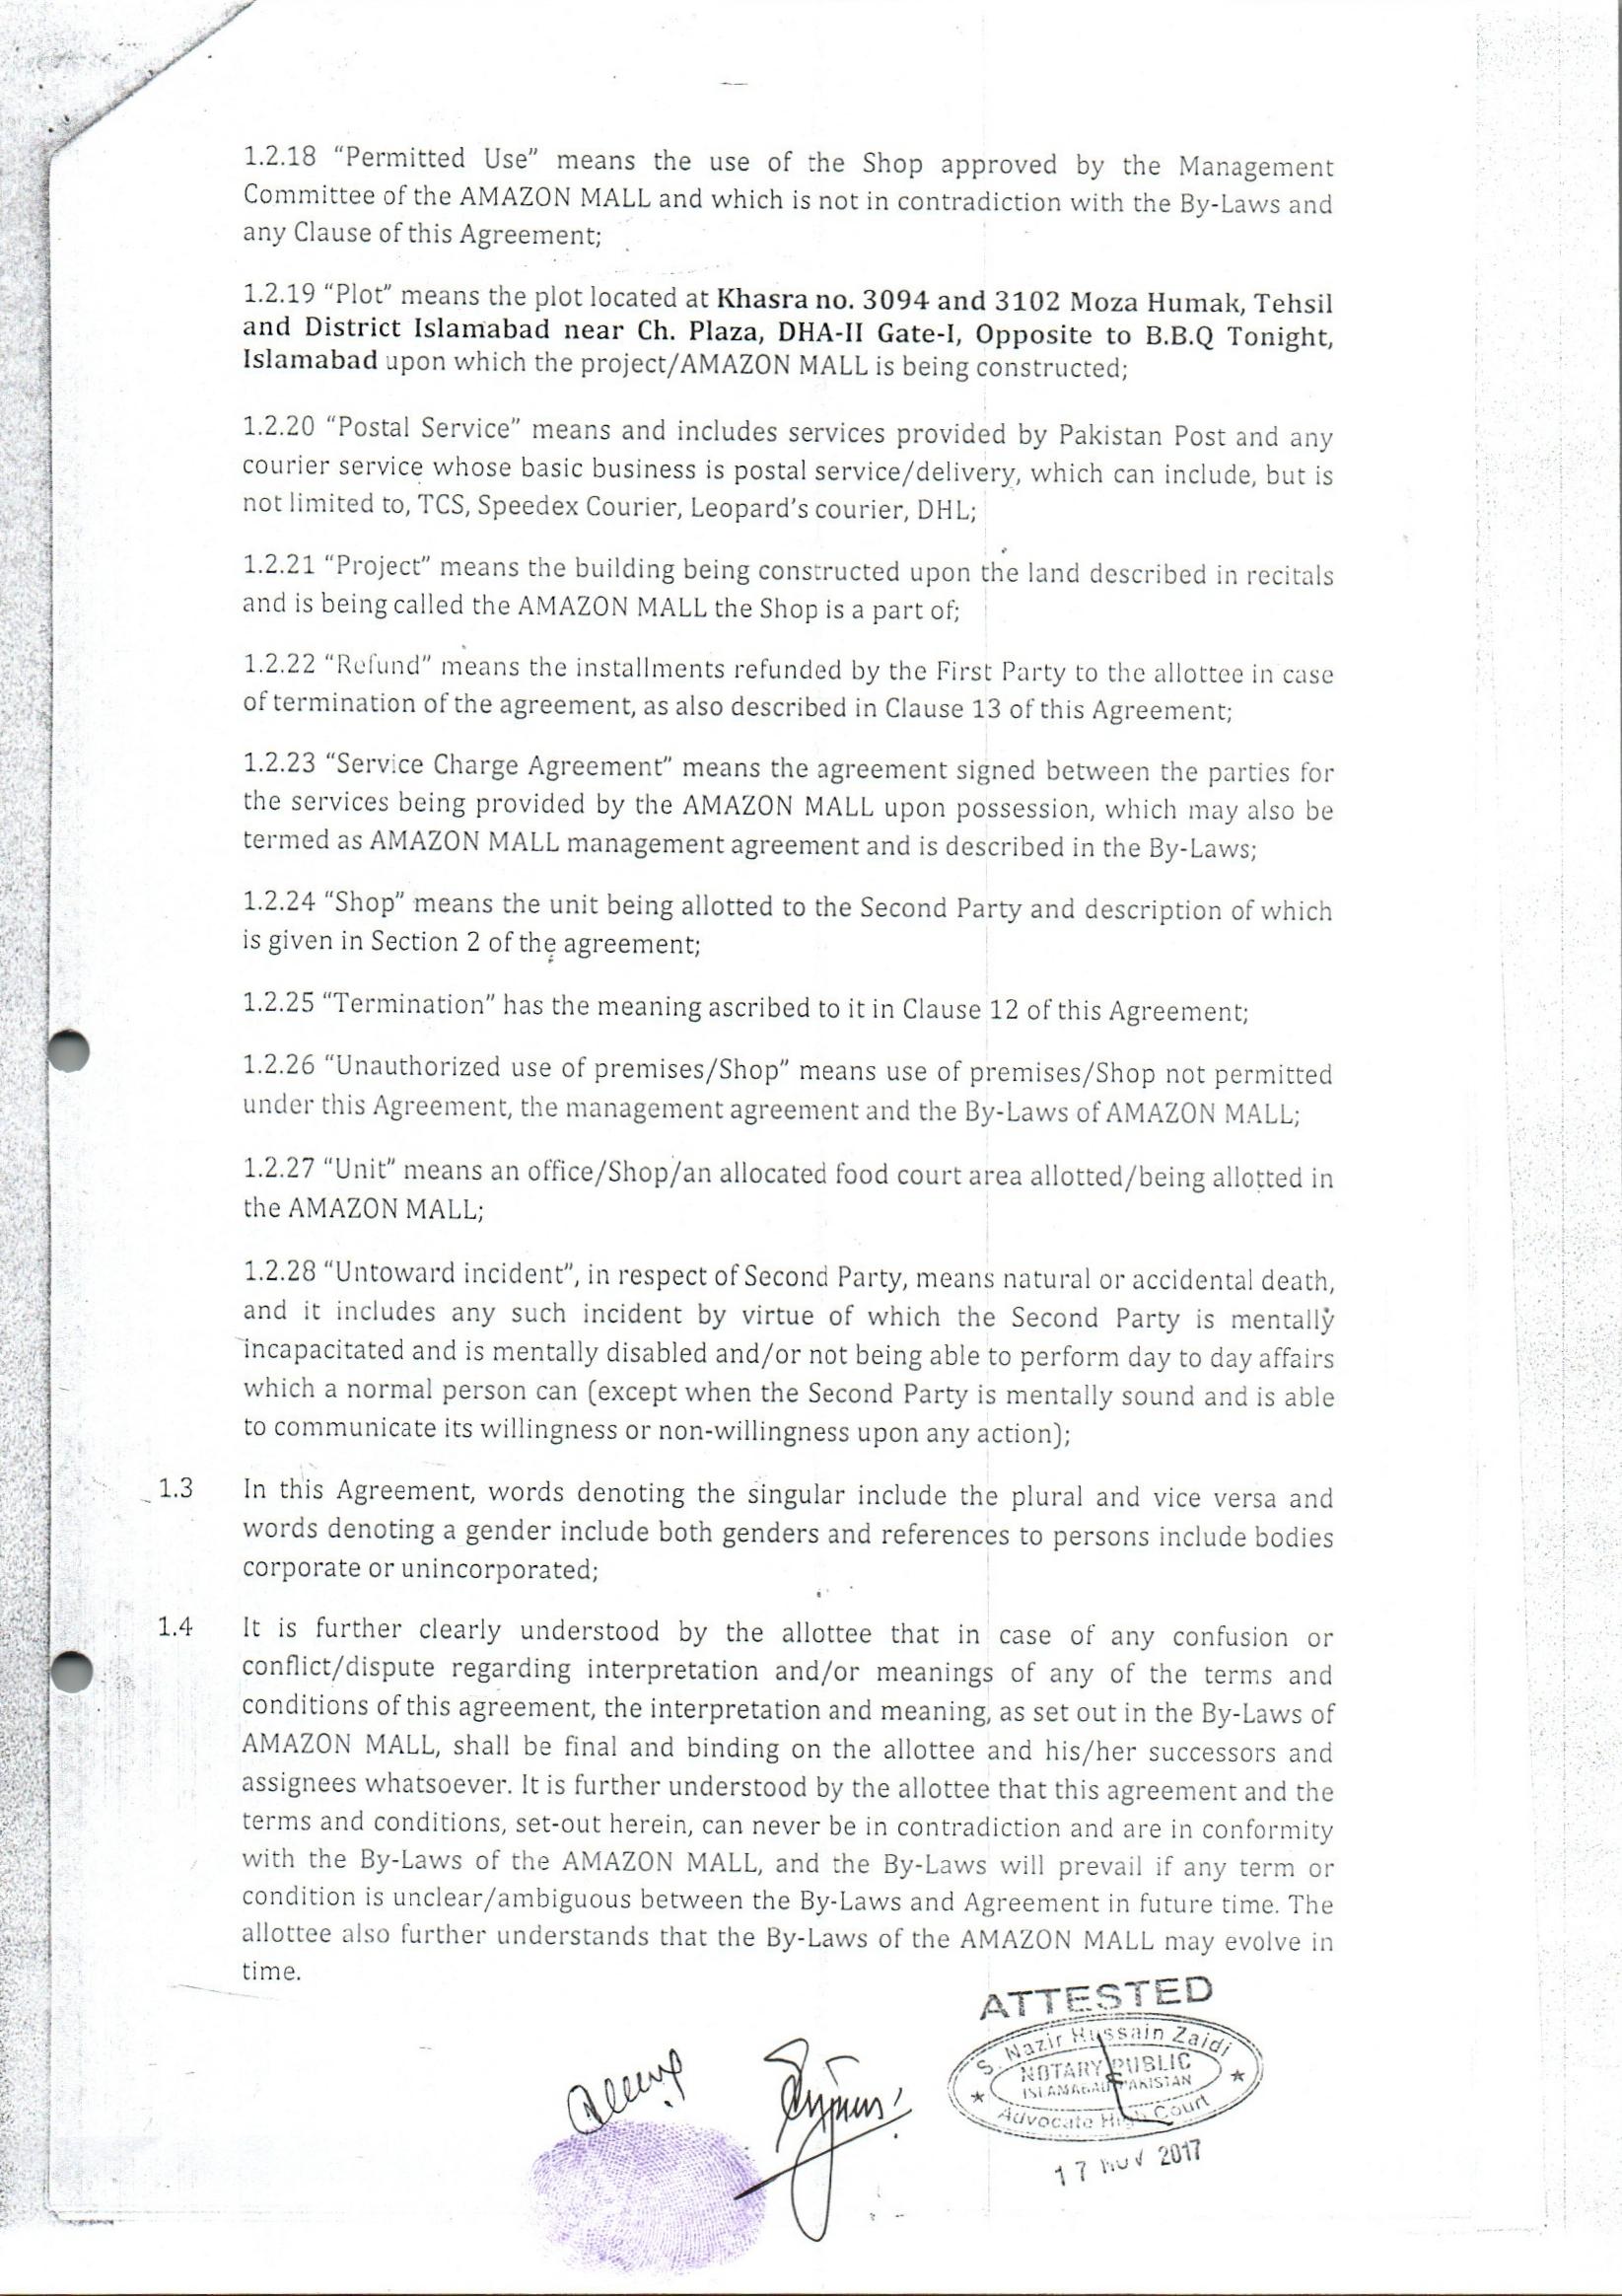 1.2.18 “Permitted Use” means the use of the Shop approved by the Management
Committee of the AMAZON MALL and which is not in contradiction with the By-Laws and
any Clause of this Agreement;
1.2.19 “Plot” means the plot located at Khasra no. 3094 and 3102 Moza Humak, Tehsil
and District Islamabad near Ch. Plaza, DHA-II Gate-I, Opposite to B.B.Q Tonight,
Islamabad upon which the project/AMAZON MALL is being constructed;
1.2.20 “Postal Service” means and includes services provided by Pakistan Post and any
courier service whose basic business is postal service/delivery, which can include, but is
not limited to, TCS, Speedex Courier, Leopard’s courier, DHL;
1.2.21 “Project” means the building being constructed upon the land described in recitals
and is being called the AMAZON MALL the Shop is a part of;
1.2.22 “Refund” means the installments refunded by the First Party to the allottee in case
of termination of the agreement, as also described in Clause 13 of this Agreement;
1.2.23 “Service Charge Agreement” means the agreement signed between the parties for
the services being provided by the AMAZON MALL upon possession, which may also be
termed as AMAZON MALL management agreement and is described in the By-Laws;
1.2.24 “Shop” means the unit being allotted to the Second Party and description of which
is given in Section 2 of the agreement;
1.2.25 “Termination” has the meaning ascribed to it in Clause 12 of this Agreement;
1.2.26 “Unauthorized use of premises/Shop” means use of premises/Shop not permitted
under this Agreement, the management agreement and the By-Laws of AMAZON MALL;
1.2.27 “Unit” means an office/Shop/an allocated food court area allotted/being allotted in
the AMAZON MALL;
1.2.28 “Untoward incident”, in respect of Second Party, means natural or accidental death,
and it includes any such incident by virtue of which the Second Party is mentally
incapacitated and is mentally disabled and/or not being able to perform day to day affairs
which a normal person can (except when the Second Party is mentally sound and is able
to communicate its willingness or non-willingness upon any action);
1.3 In this Agreement, words denoting the singular include the plural and vice versa and
words denoting a gender include both genders and references to persons include bodies
corporate or unincorporated;
1.4 It is further clearly understood by the allottee that in case of any confusion or
conflict/dispute regarding interpretation and/or meanings of any of the terms and
conditions of this agreement, the interpretation and meaning, as set out in the By-Laws of
AMAZON MALL, shall be final and binding on the allottee and his/her successors and
assignees whatsoever. It is further understood by the allottee that this agreement and the
terms and conditions, set-out herein, can never be in contradiction and are in conformity
with the By-Laws of the AMAZON MALL, and the By-Laws will prevail if any term or
condition is unclear/ambiguous between the By-Laws and Agreement in future time. The
allottee also further understands that the By-Laws of the AMAZON MALL may evolve in
time.
ATTESTED
S. Nazir Hussain Zaidi
NOTARY PUBLIC
ISLAMABAD PAKISTAN
Advocate High Court
17 NOV 2017